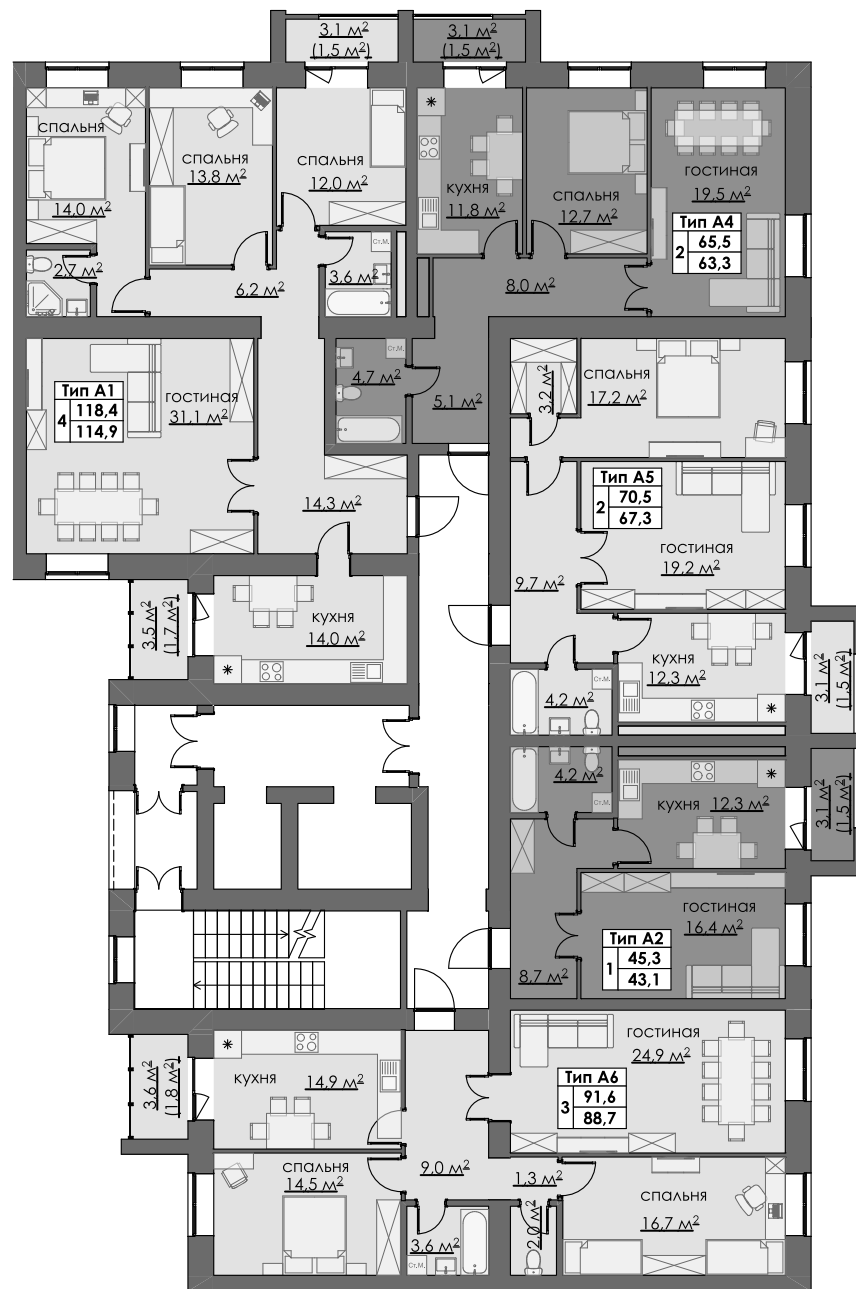 3,1 м²
(1,5 м²)
3,1 м²
(1,5 м²)
спальня
14,0 м²
спальня
13,8 м²
спальня
12,0 м²
*
кухня
11,8 м²
спальня
12,7 м²
гостиная
19,5 м²
Тип А4
2
65,5
63,3
2,7 м²
6,2 м²
Ст.М.
3,6 м²
8,0 м²
Тип А1
4
118,4
114,9
гостиная
31,1 м²
Ст.М.
4,7 м²
5,1 м²
3,2 м²
спальня
17,2 м²
14,3 м²
Тип А5
2
70,5
67,3
гостиная
19,2 м²
9,7 м²
3,5 м²
(1,7 м²)
кухня
14,0 м²
*
кухня
12,3 м²
*
3,1 м²
(1,5 м²)
Ст.М.
4,2 м²
4,2 м²
Ст.М.
кухня
12,3 м²
*
3,1 м²
(1,5 м²)
гостиная
16,4 м²
Тип А2
1
45,3
43,1
8,7 м²
3,6 м²
(1,8 м²)
*
кухня
14,9 м²
гостиная
24,9 м²
Тип А6
3
91,6
88,7
спальня
14,5 м²
9,0 м²
1,3 м²
спальня
16,7 м²
3,6 м²
Ст.М.
2,0 м²